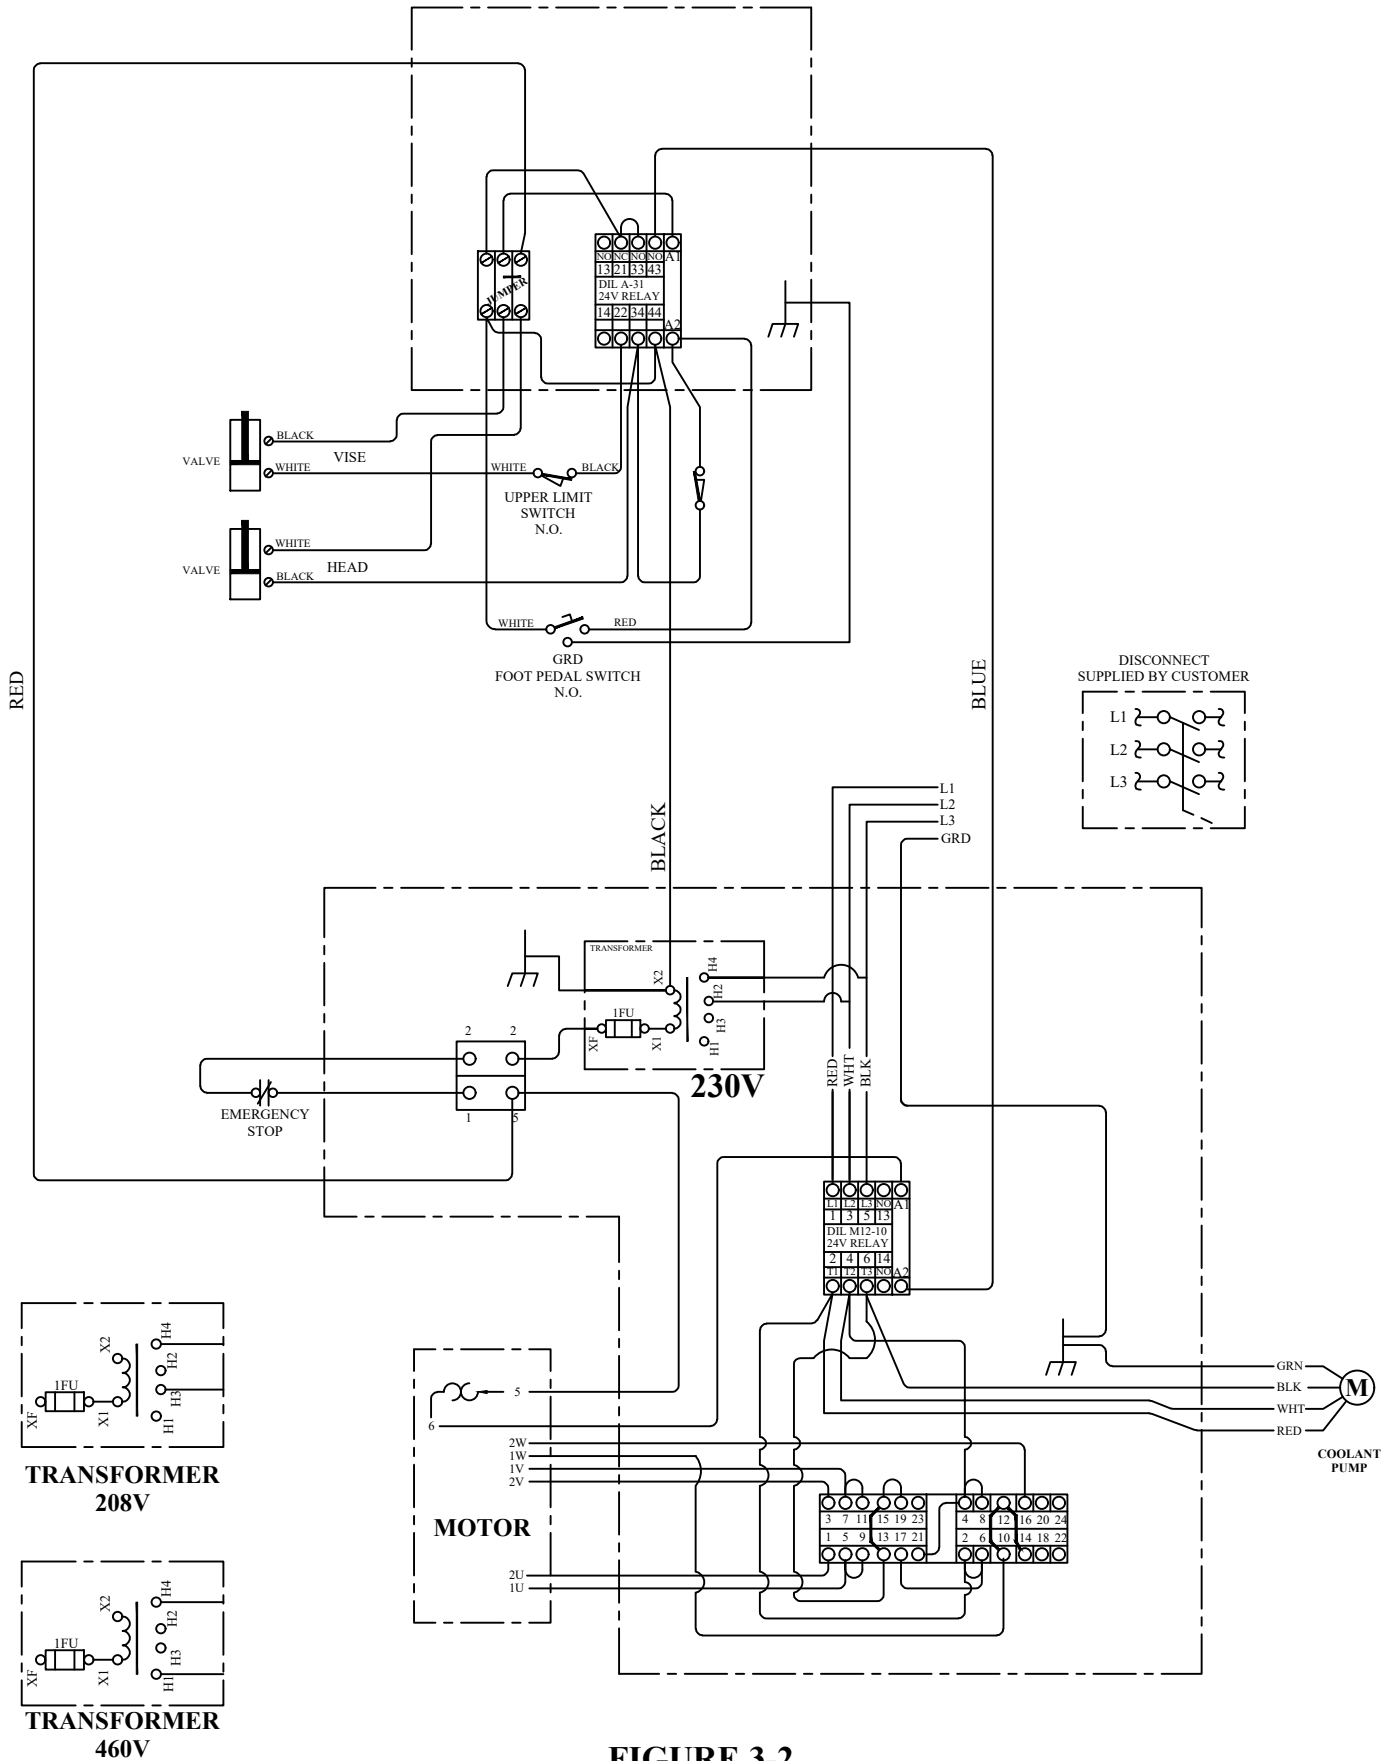 NO NC NO NO A1
13 21 33 43
DIL A-31
24V RELAY
14 22 34 44
A2
JUMPER
BLACK
VISE
VALVE
WHITE
WHITE
BLACK
UPPER LIMIT
SWITCH
N.O.
WHITE
HEAD
VALVE
BLACK
WHITE
RED
GRD
FOOT PEDAL SWITCH
N.O.
RED
BLUE
BLACK
DISCONNECT
SUPPLIED BY CUSTOMER
L1
L2
L3
L1
L2
L3
GRD
TRANSFORMER
X2
H4
H2
H3
H1
1FU
XF
X1
230V
2 2
1 5
EMERGENCY
STOP
RED
WHT
BLK
L1 L2 L3 NO A1
1 3 5 13
DIL M12-10
24V RELAY
2 4 6 14
T1 T2 T3 NO A2
5
6
2W
1W
1V
2V
MOTOR
2U
1U
3 7 11 15 19 23
1 5 9 13 17 21
4 8 12 16 20 24
2 6 10 14 18 22
GRN
BLK
WHT
RED
M
COOLANT
PUMP
X2
H4
H2
H3
H1
1FU
XF
X1
TRANSFORMER
208V
X2
H4
H2
H3
H1
1FU
XF
X1
TRANSFORMER
460V
FIGURE 3-2